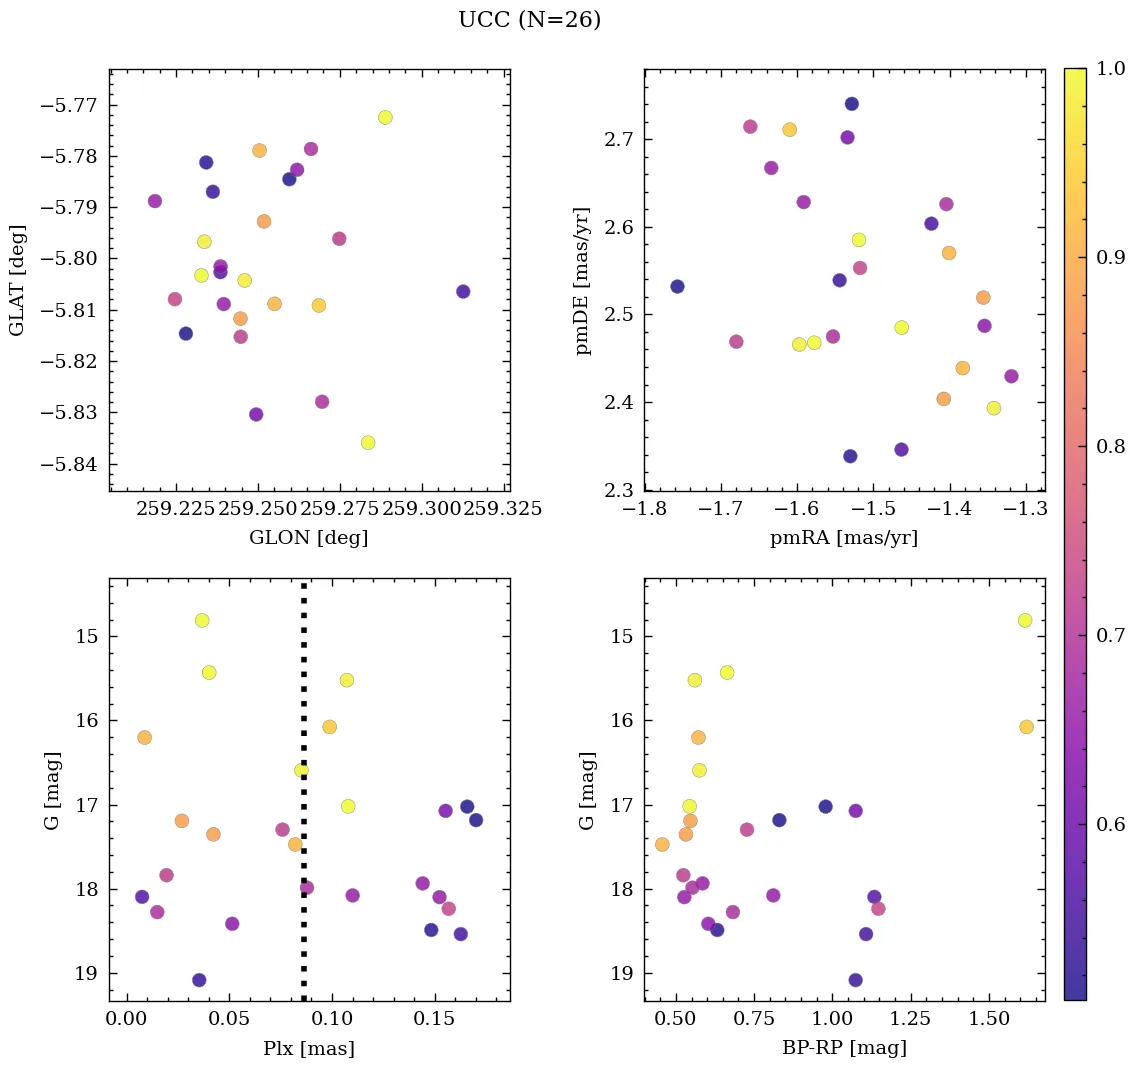 UCC (N=26)
−5.77
−5.78
−5.79
−5.80
−5.81
−5.82
−5.83
−5.84
GLAT [deg]
259.225 259.250 259.275 259.300 259.325
GLON [deg]
2.7
2.6
2.5
2.4
2.3
pmDE [mas/yr]
−1.8 −1.7 −1.6 −1.5 −1.4 −1.3
pmRA [mas/yr]
1.0
0.9
0.8
0.7
0.6
15
16
17
18
19
G [mag]
0.00 0.05 0.10 0.15
Plx [mas]
15
16
17
18
19
G [mag]
0.50 0.75 1.00 1.25 1.50
BP-RP [mag]